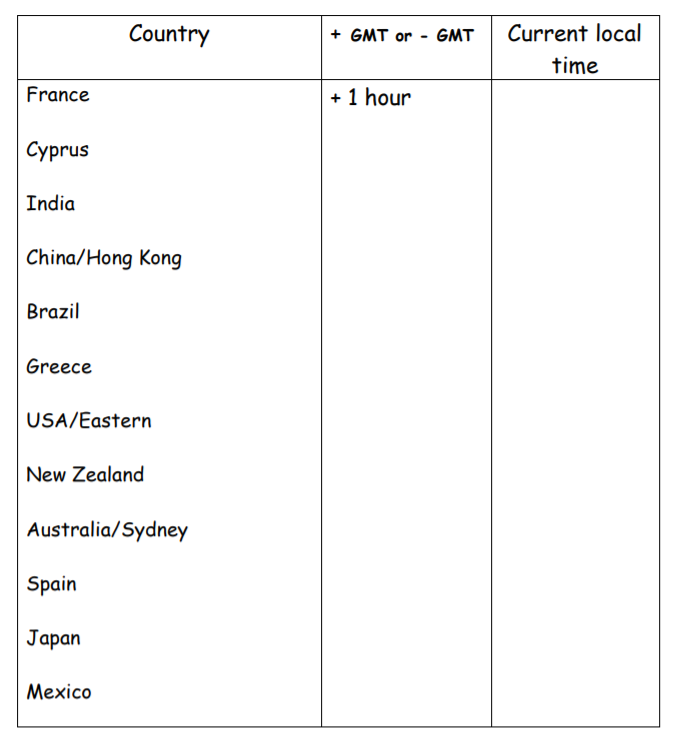 Country
+ GMT or - GMT
Current local
time
France
+ 1 hour
Cyprus
India
China/Hong Kong
Brazil
Greece
USA/Eastern
New Zealand
Australia/Sydney
Spain
Japan
Mexico